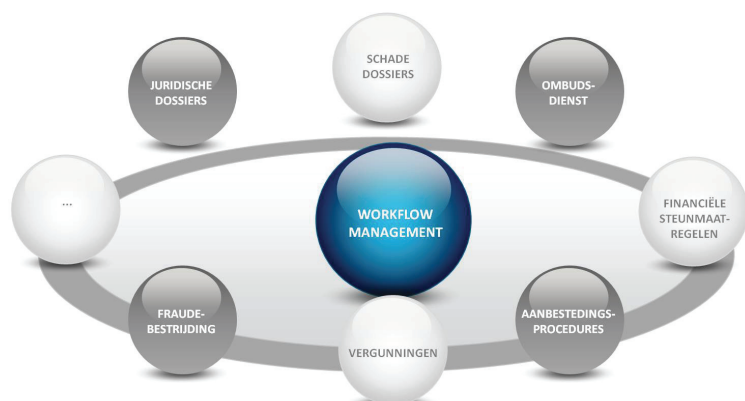 SCHADE
DOSSIERS
JURIDISCHE
DOSSIERS
OMBUDS-
DIENST
...
WORKFLOW
MANAGEMENT
FINANCIËLE
STEUNMAAT-
REGELEN
FRAUDE-
BESTRIJDING
VERGUNNINGEN
AANBESTEDINGS-
PROCEDURES